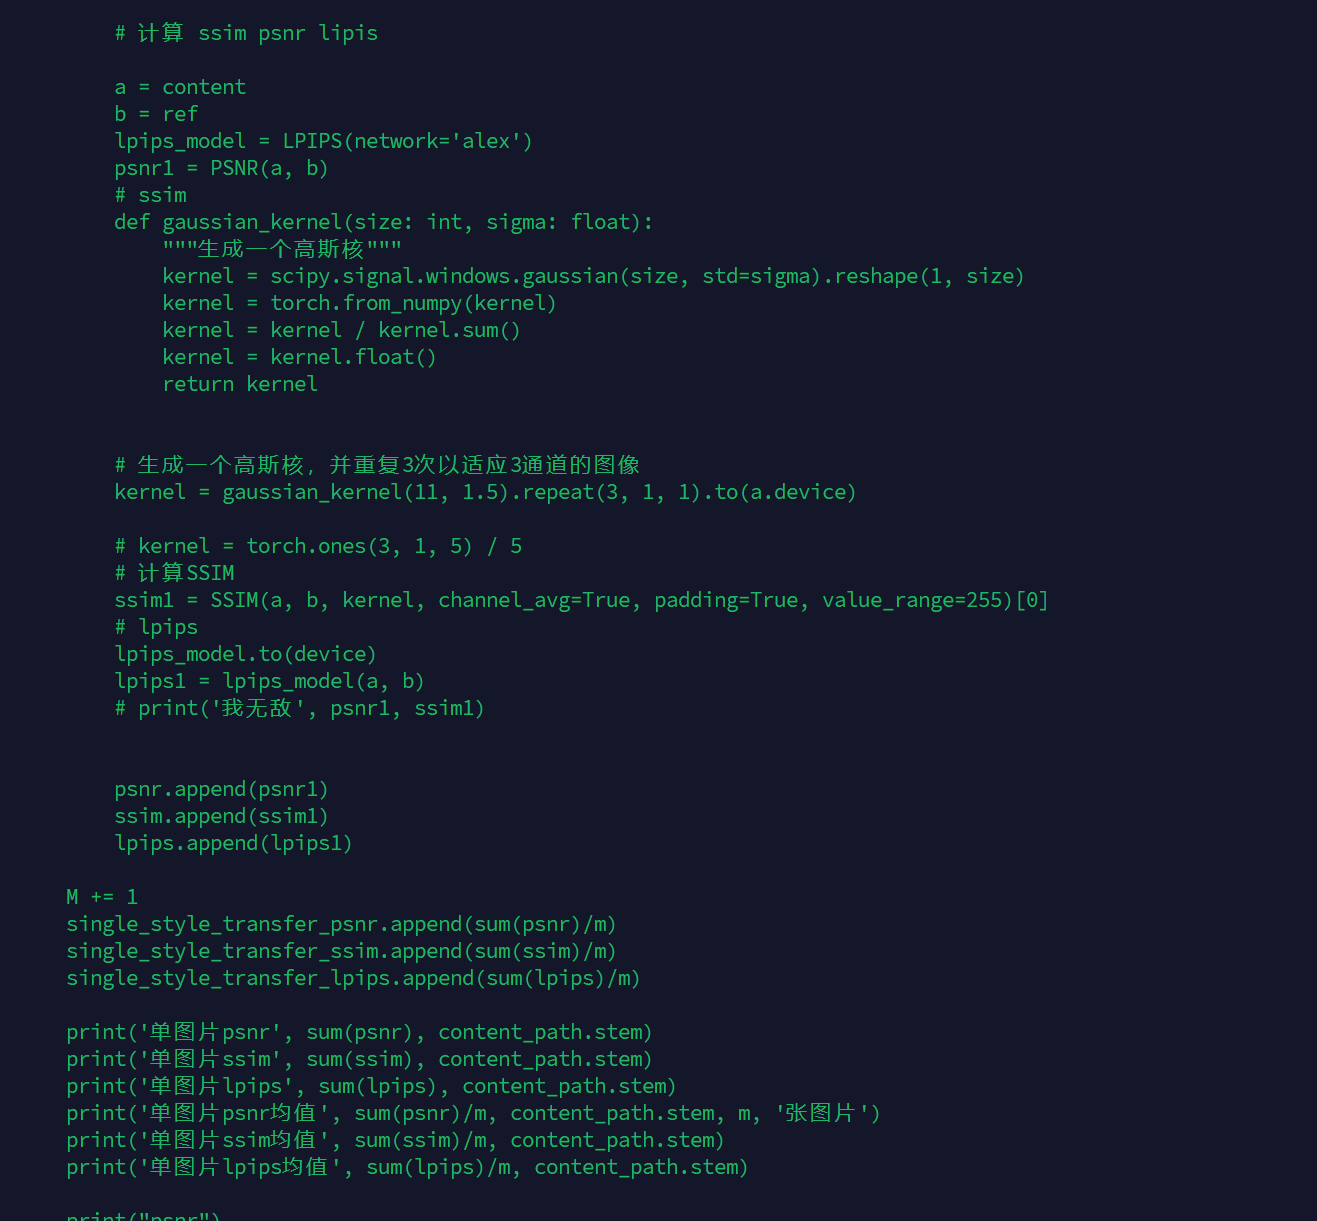 # 计算 ssim psnr lipis
a = content
b = ref
lpips_model = LPIPS(network='alex')
psnr1 = PSNR(a, b)
# ssim
def gaussian_kernel(size: int, sigma: float):
"""生成一个高斯核"""
kernel = scipy.signal.windows.gaussian(size, std=sigma).reshape(1, size)
kernel = torch.from_numpy(kernel)
kernel = kernel / kernel.sum()
kernel = kernel.float()
return kernel
# 生成一个高斯核, 并重复3次以适应3通道的图像
kernel = gaussian_kernel(11, 1.5).repeat(3, 1, 1).to(a.device)
# kernel = torch.ones(3, 1, 5) / 5
# 计算SSIM
ssim1 = SSIM(a, b, kernel, channel_avg=True, padding=True, value_range=255)[0]
# lpips
lpips_model.to(device)
lpips1 = lpips_model(a, b)
# print('我无敌', psnr1, ssim1)
psnr.append(psnr1)
ssim.append(ssim1)
lpips.append(lpips1)
M += 1
single_style_transfer_psnr.append(sum(psnr)/m)
single_style_transfer_ssim.append(sum(ssim)/m)
single_style_transfer_lpips.append(sum(lpips)/m)
print('单图片psnr', sum(psnr), content_path.stem)
print('单图片ssim', sum(ssim), content_path.stem)
print('单图片lpips', sum(lpips), content_path.stem)
print('单图片psnr均值', sum(psnr)/m, content_path.stem, m, '张图片')
print('单图片ssim均值', sum(ssim)/m, content_path.stem)
print('单图片lpips均值', sum(lpips)/m, content_path.stem)
print("psnr")